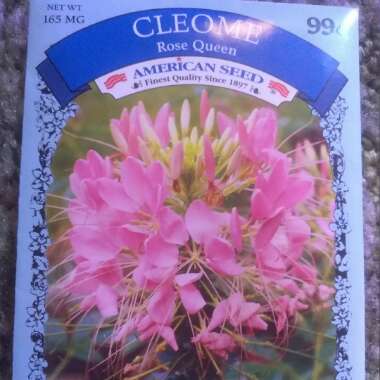 NET WT
165 MG
CLEOME
Rose Queen
99¢
AMERICAN SEED
Finest Quality Since 1897